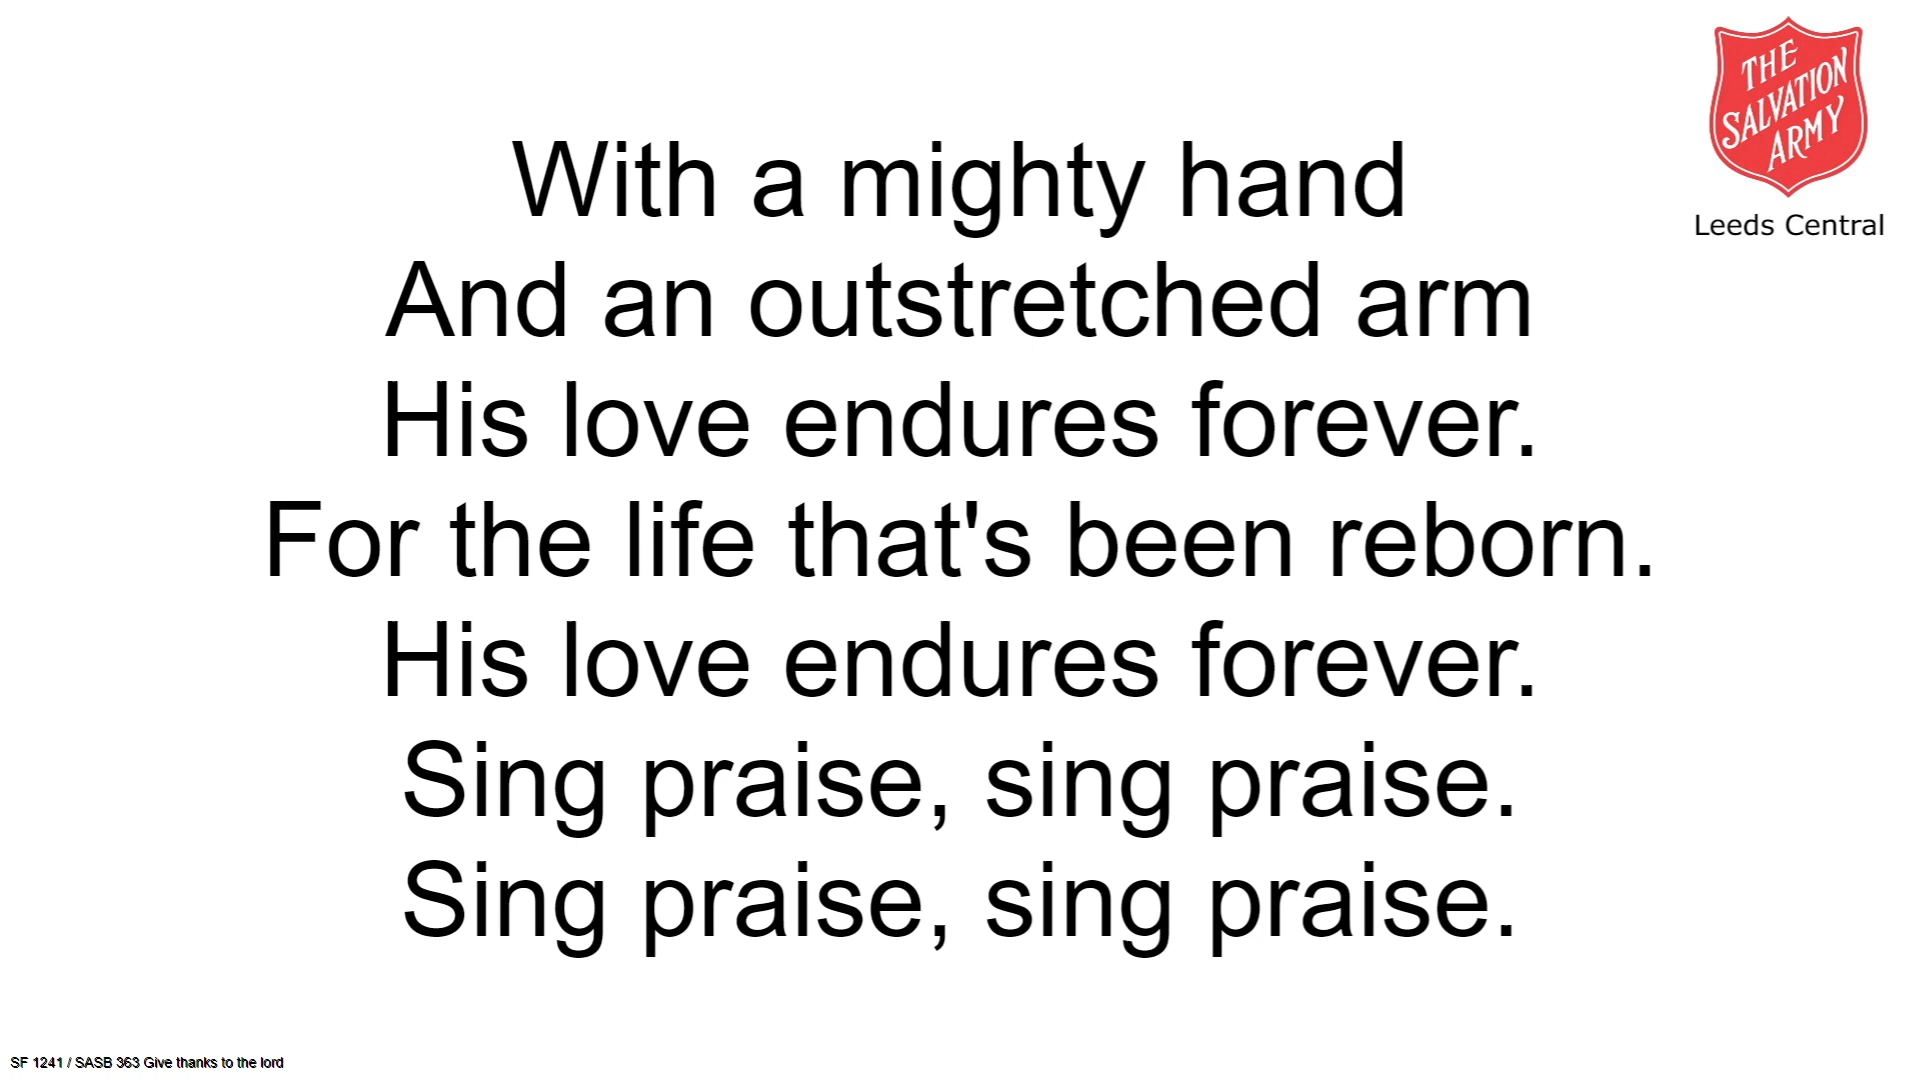 THE
SALVATION
ARMY
Leeds Central
With a mighty hand
And an outstretched arm
His love endures forever.
For the life that's been reborn.
His love endures forever.
Sing praise, sing praise.
Sing praise, sing praise.
SF 1241 / SASB 363 Give thanks to the lord